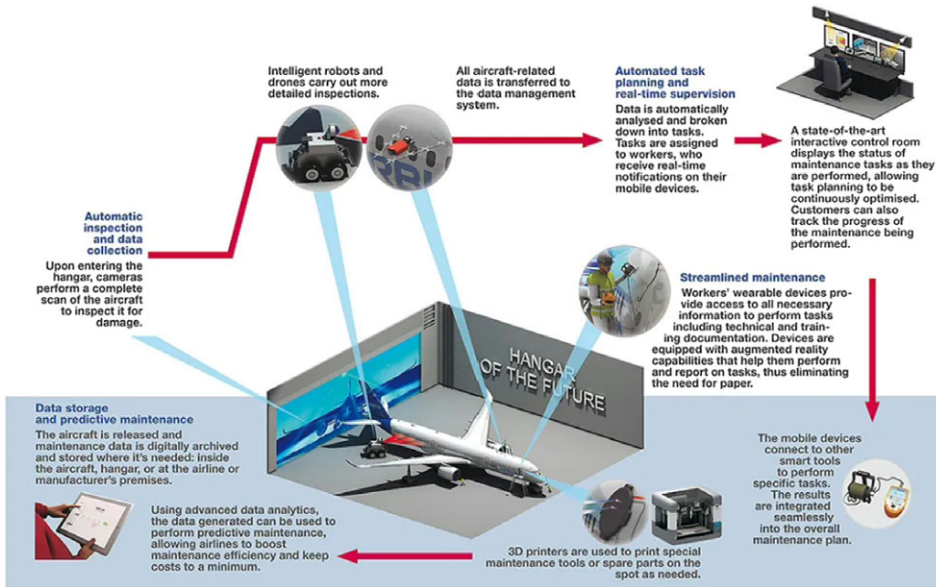 Automatic
inspection
and data
collection
Upon entering the
hangar, cameras
perform a complete
scan of the aircraft
to inspect it for
damage.
Intelligent robots and
drones carry out more
detailed inspections.
All aircraft-related
data is transferred to
the data management
system.
RBU
Automated task
planning and
real-time supervision
Data is automatically
analysed and broken
down into tasks.
Tasks are assigned
to workers, who
receive real-time
notifications on their
mobile devices.
A state-of-the-art
interactive control room
displays the status of
maintenance tasks as they
are performed, allowing
task planning to be
continuously optimised.
Customers can also
track the progress of
the maintenance being
performed.
Streamlined maintenance
Workers' wearable devices pro-
vide access to all necessary
information to perform tasks
including technical and train-
ing documentation. Devices are
equipped with augmented reality
capabilities that help them perform
and report on tasks, thus eliminating
the need for paper.
HANGAR
OF THE FUTURE
The mobile devices
connect to other
smart tools
to perform
specific tasks.
The results
are integrated
seamlessly
into the overall
maintenance plan.
3D printers are used to print special
maintenance tools or spare parts on the
spot as needed.
Data storage
and predictive maintenance
The aircraft is released and
maintenance data is digitally archived
and stored where it's needed: inside
the aircraft, hangar, or at the airline or
manufacturer's premises.
Using advanced data analytics,
the data generated can be used to
perform predictive maintenance,
allowing airlines to boost
maintenance efficiency and keep
costs to a minimum.